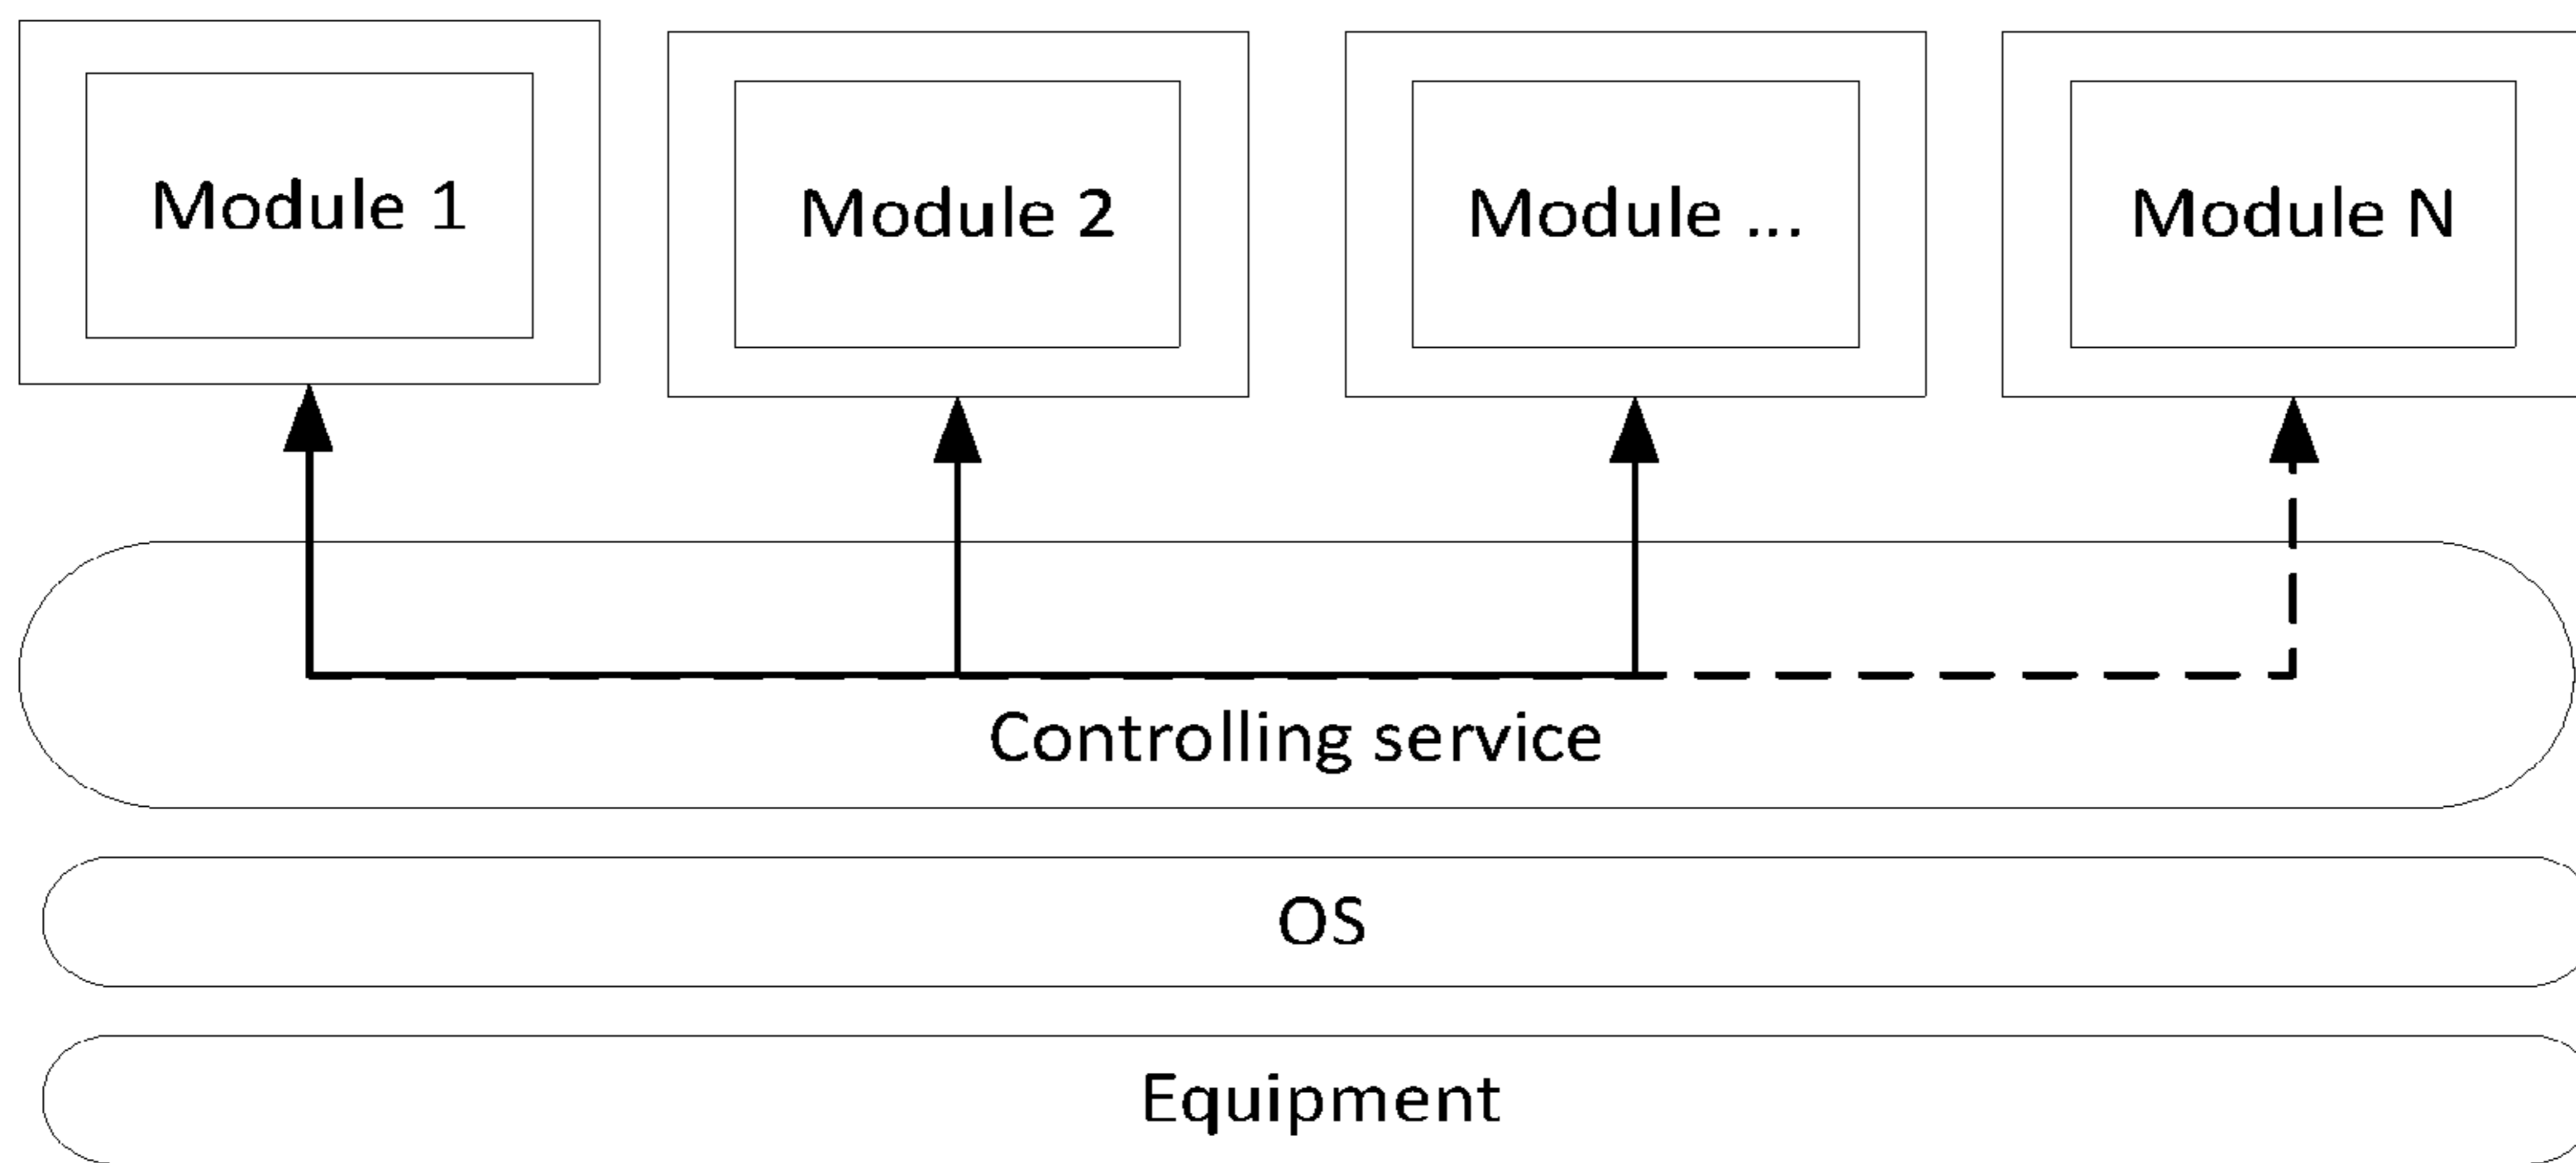 Module 1
Module 2
Module ...
Module N
Controlling service
OS
Equipment